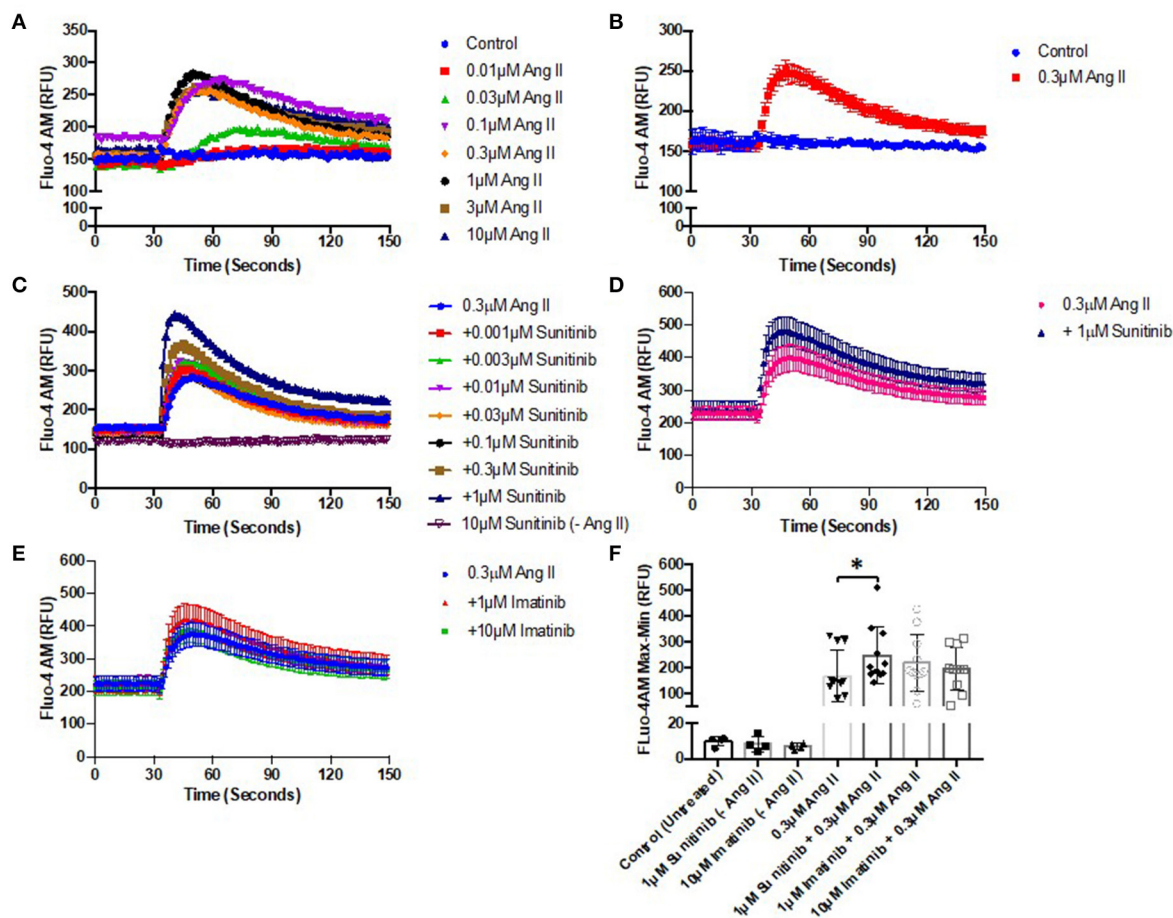 A
Fluo-4 AM (RFU)
350
300
250
200
150
100
100
0
0
30
60
90
120
150
Time (Seconds)
Control
0.01µM Ang II
0.03µM Ang II
0.1µM Ang II
0.3µM Ang II
1µM Ang II
3µM Ang II
10µM Ang II
B
Fluo-4 AM (RFU)
300
250
200
150
100
100
0
0
30
60
90
120
150
Time (Seconds)
Control
0.3µM Ang II
C
Fluo-4 AM (RFU)
500
400
300
200
100
0
0
30
60
90
120
150
Time (Seconds)
0.3µM Ang II
+0.001µM Sunitinib
+0.003µM Sunitinib
+0.01µM Sunitinib
+0.03µM Sunitinib
+0.1µM Sunitinib
+0.3µM Sunitinib
+1µM Sunitinib
10µM Sunitinib (- Ang II)
D
Fluo-4 AM (RFU)
600
500
400
300
200
100
0
0
30
60
90
120
150
Time (Seconds)
0.3µM Ang II
+ 1µM Sunitinib
E
Fluo-4 AM (RFU)
600
500
400
300
200
100
0
0
30
60
90
120
150
Time (Seconds)
0.3µM Ang II
+1µM Imatinib
+10µM Imatinib
F
FLuo-4AM Max-Min (RFU)
600
500
400
300
200
100
20
0
*
Control (Untreated)
1µM Sunitinib (- Ang II)
10µM Imatinib (- Ang II)
0.3µM Ang II
1µM Sunitinib + 0.3µM Ang II
1µM Imatinib + 0.3µM Ang II
10µM Imatinib + 0.3µM Ang II